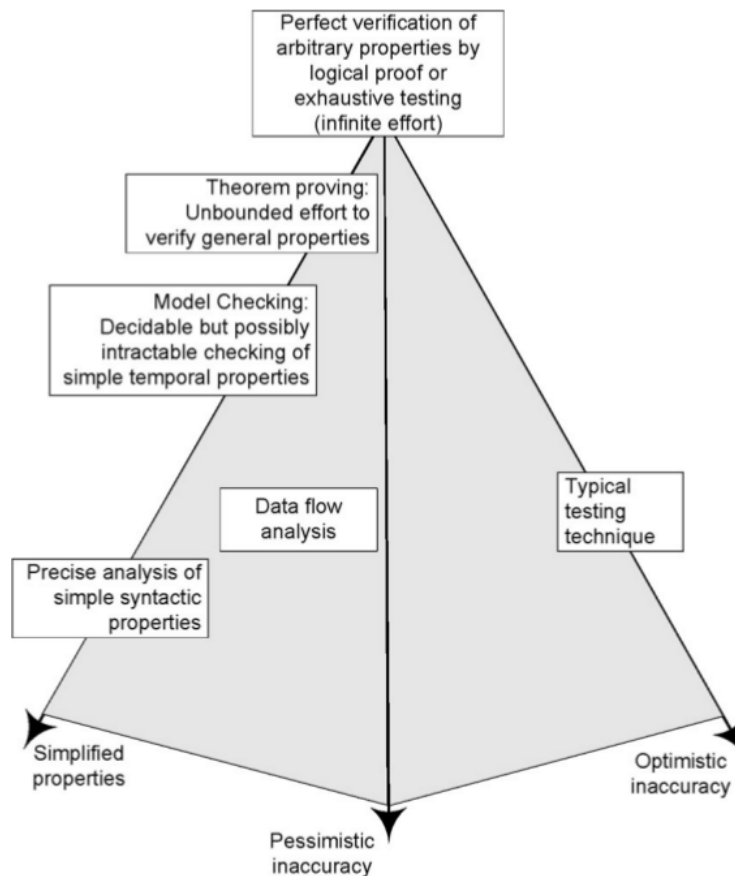 Perfect verification of
arbitrary properties by
logical proof or
exhaustive testing
(infinite effort)
Theorem proving:
Unbounded effort to
verify general properties
Model Checking:
Decidable but possibly
intractable checking of
simple temporal properties
Data flow
analysis
Typical
testing
technique
Precise analysis of
simple syntactic
properties
Simplified
properties
Optimistic
inaccuracy
Pessimistic
inaccuracy